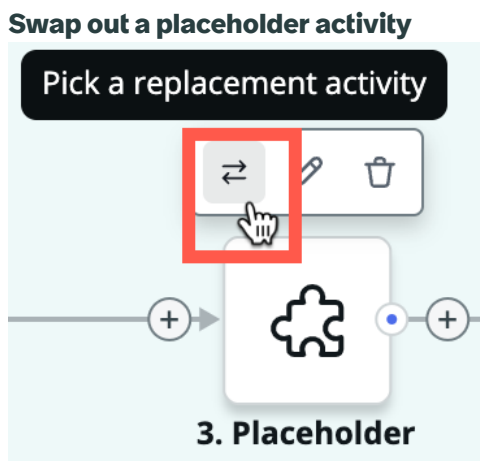 Swap out a placeholder activity
Pick a replacement activity
3. Placeholder